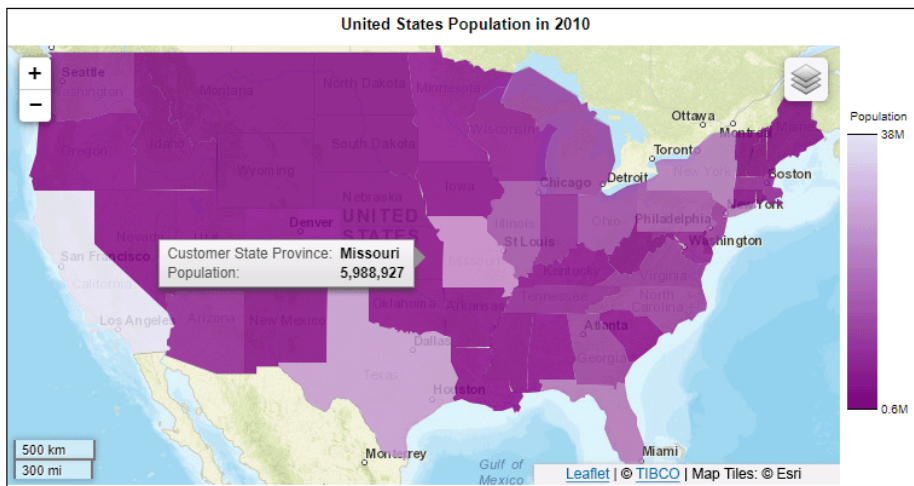 United States Population in 2010
+
−
Seattle
Washington
Montana
North Dakota
Minnesota
Ottawa
Montreal
Maine
Oregon
Idaho
South Dakota
Wisconsin
Toronto
Wyoming
Detroit
New York
Boston
Iowa
Chicago
Nebraska
New York
UNITED
STATES
Denver
Illinois
Ohio
Philadelphia
Nevada
St Louis
Washington
San Francisco
California
Customer State Province: Missouri
Population: 5,988,927
Missouri
Kentucky
Virginia
Los Angeles
Arizona
New Mexico
Oklahoma
Arkansas
Tennessee
North
Carolina
Dallas
Atlanta
Georgia
Texas
Houston
Monterrey
Miami
Gulf of
Mexico
500 km
300 mi
Leaflet | © TIBCO | Map Tiles: © Esri
Population
38M
0.6M